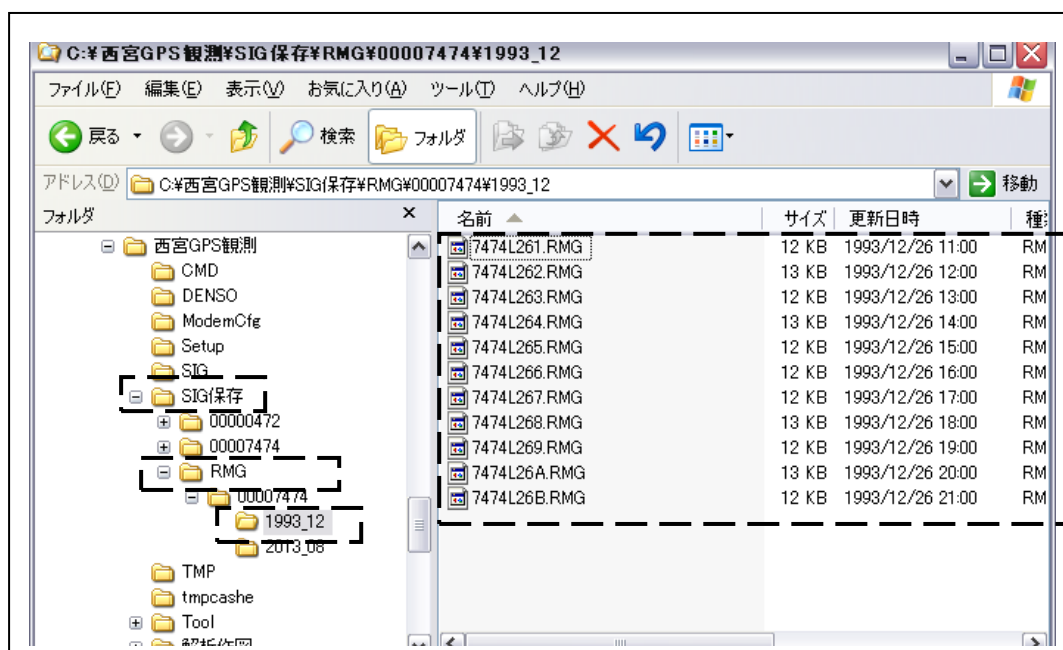 C:¥西宮GPS観測¥SIG保存¥RMG¥00007474¥1993_12
ファイル(F) 編集(E) 表示(V) お気に入り(A) ツール(T) ヘルプ(H)
戻る 検索 フォルダ
アドレス(D) C:¥西宮GPS観測¥SIG保存¥RMG¥00007474¥1993_12 移動
フォルダ
西宮GPS観測
CMD
DENSO
ModemCfg
Setup
SIG
SIG保存
00000472
00007474
RMG
00007474
1993_12
2013_08
TMP
tmpcashe
Tool
名前 サイズ 更新日時
7474L261.RMG 12 KB 1993/12/26 11:00 RM
7474L262.RMG 13 KB 1993/12/26 12:00 RM
7474L263.RMG 12 KB 1993/12/26 13:00 RM
7474L264.RMG 13 KB 1993/12/26 14:00 RM
7474L265.RMG 12 KB 1993/12/26 15:00 RM
7474L266.RMG 12 KB 1993/12/26 16:00 RM
7474L267.RMG 12 KB 1993/12/26 17:00 RM
7474L268.RMG 13 KB 1993/12/26 18:00 RM
7474L269.RMG 12 KB 1993/12/26 19:00 RM
7474L26A.RMG 13 KB 1993/12/26 20:00 RM
7474L26B.RMG 12 KB 1993/12/26 21:00 RM